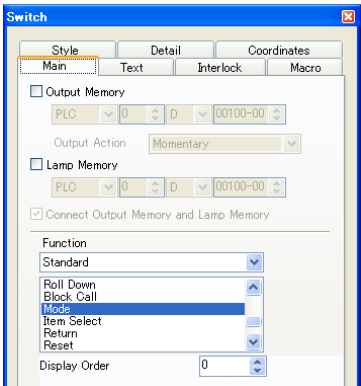 Switch
Style Detail Coordinates
Main Text Interlock Macro
Output Memory
PLC 0 D 00100-00
Output Action Momentary
Lamp Memory
PLC 0 D 00100-00
Connect Output Memory and Lamp Memory
Function
Standard
Roll Down
Block Call
Mode
Item Select
Return
Reset
Display Order 0